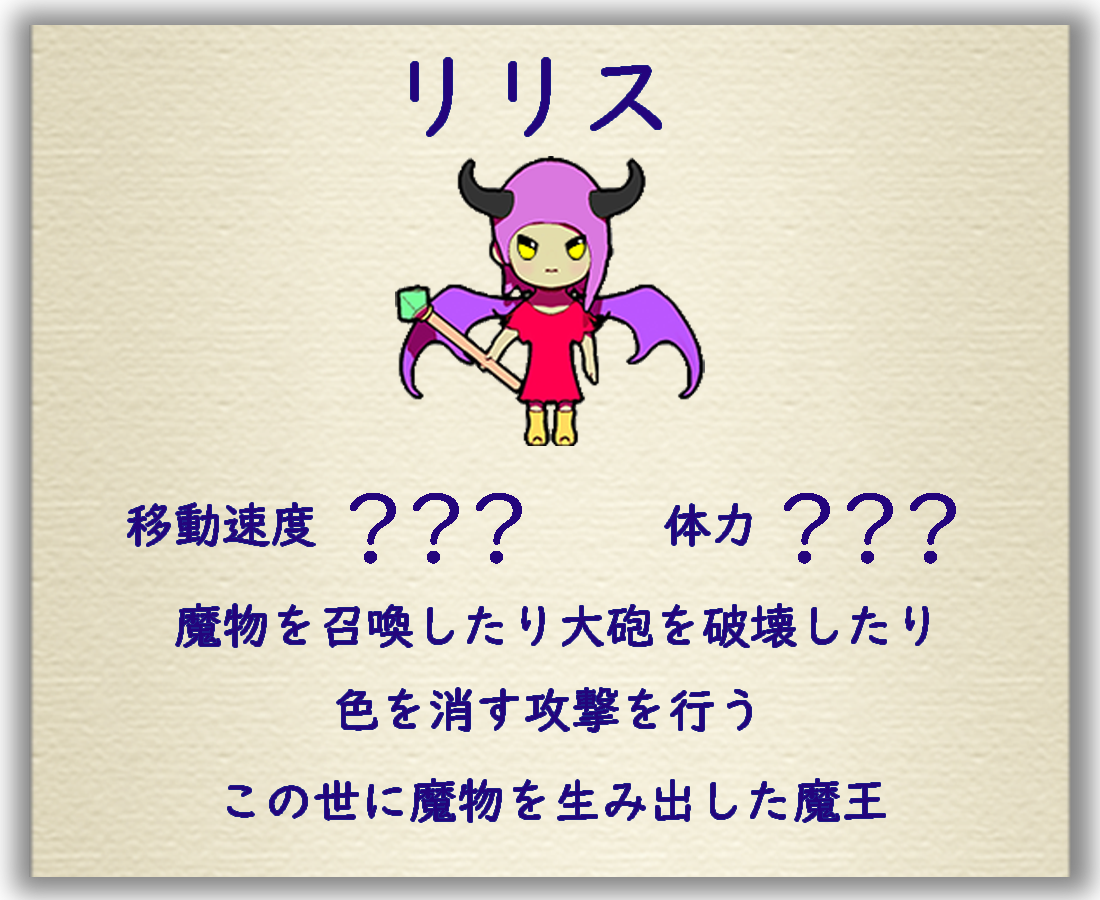 リリス
移動速度 ??? 体力 ???
魔物を召喚したり大砲を破壊したり
色を消す攻撃を行う
この世に魔物を生み出した魔王